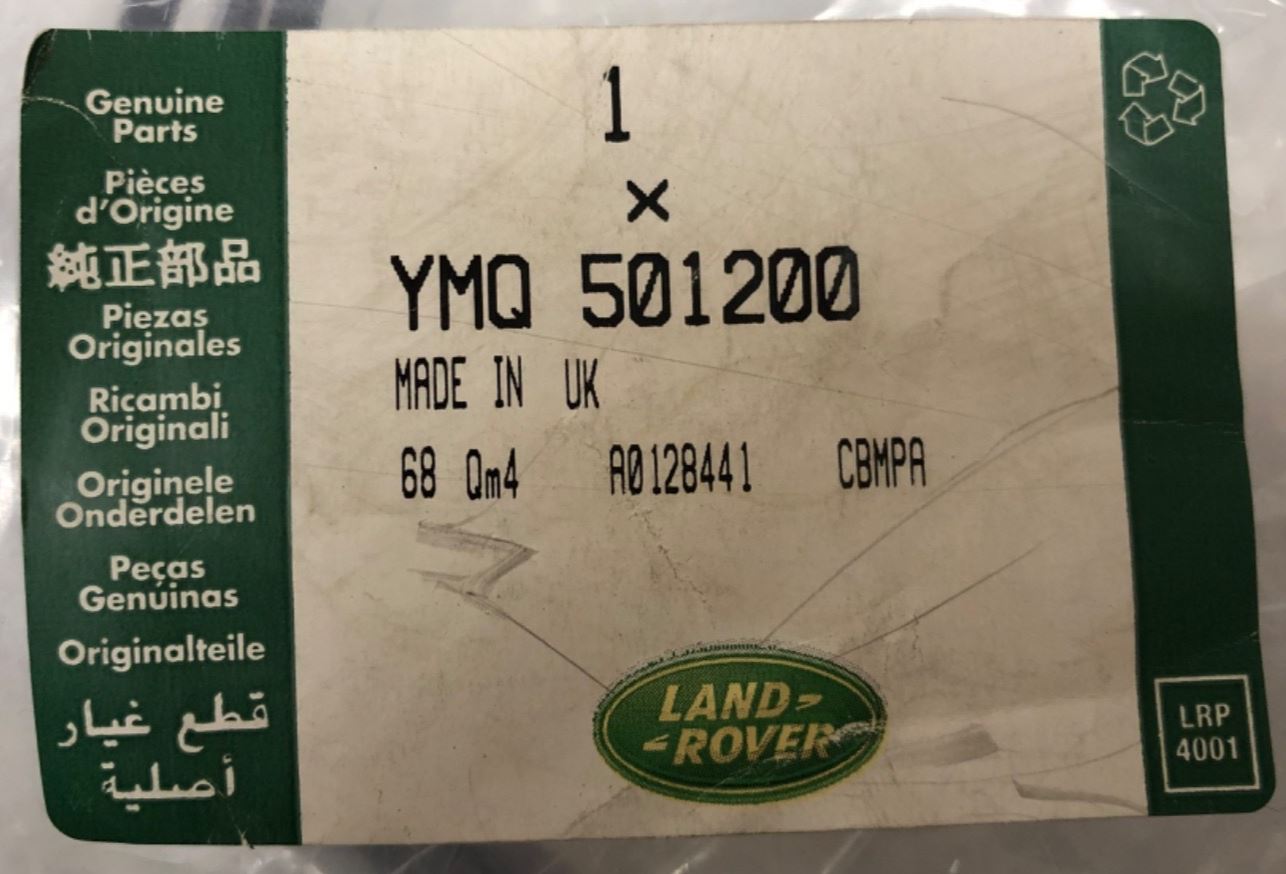 Genuine
Parts
Pièces
d'Origine
純正部品
Piezas
Originales
Ricambi
Originali
Originele
Onderdelen
Peças
Genuinas
Originalteile
قطع غيار
أصلية
1
×
YMQ 501200
MADE IN UK
68 Qm4 A0128441 CBMPA
LAND
ROVER
LRP
4001